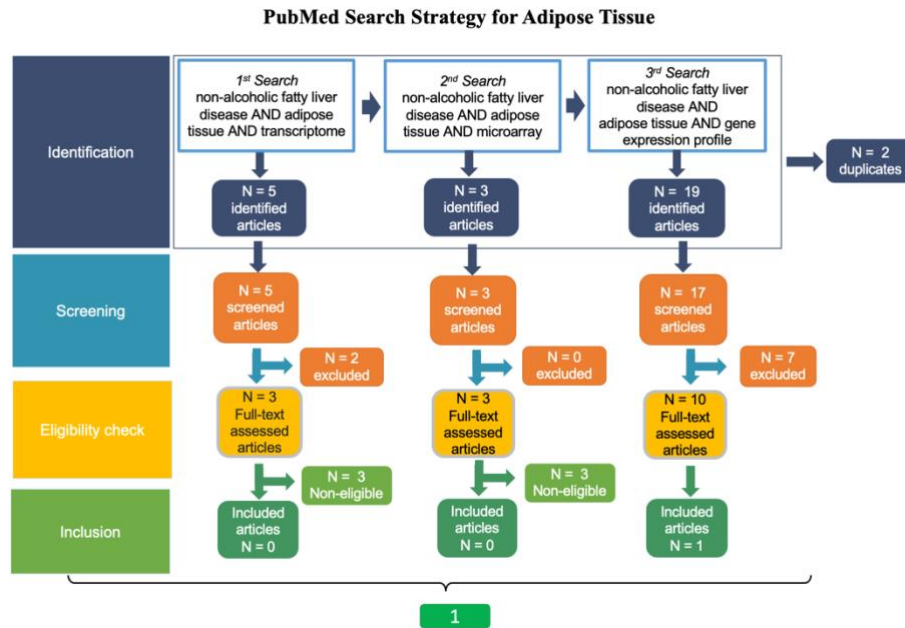 PubMed Search Strategy for Adipose Tissue
Identification
1st Search
non-alcoholic fatty liver
disease AND adipose
tissue AND transcriptome
2nd Search
non-alcoholic fatty liver
disease AND adipose
tissue AND microarray
3rd Search
non-alcoholic fatty liver
disease AND
adipose tissue AND gene
expression profile
N = 2
duplicates
N = 5
identified
articles
N = 3
identified
articles
N = 19
identified
articles
Screening
N = 5
screened
articles
N = 3
screened
articles
N = 17
screened
articles
N = 2
excluded
N = 0
excluded
N = 7
excluded
Eligibility check
N = 3
Full-text
assessed
articles
N = 3
Full-text
assessed
articles
N = 10
Full-text
assessed
articles
N = 3
Non-eligible
N = 3
Non-eligible
Inclusion
Included
articles
N = 0
Included
articles
N = 0
Included
articles
N = 1
1